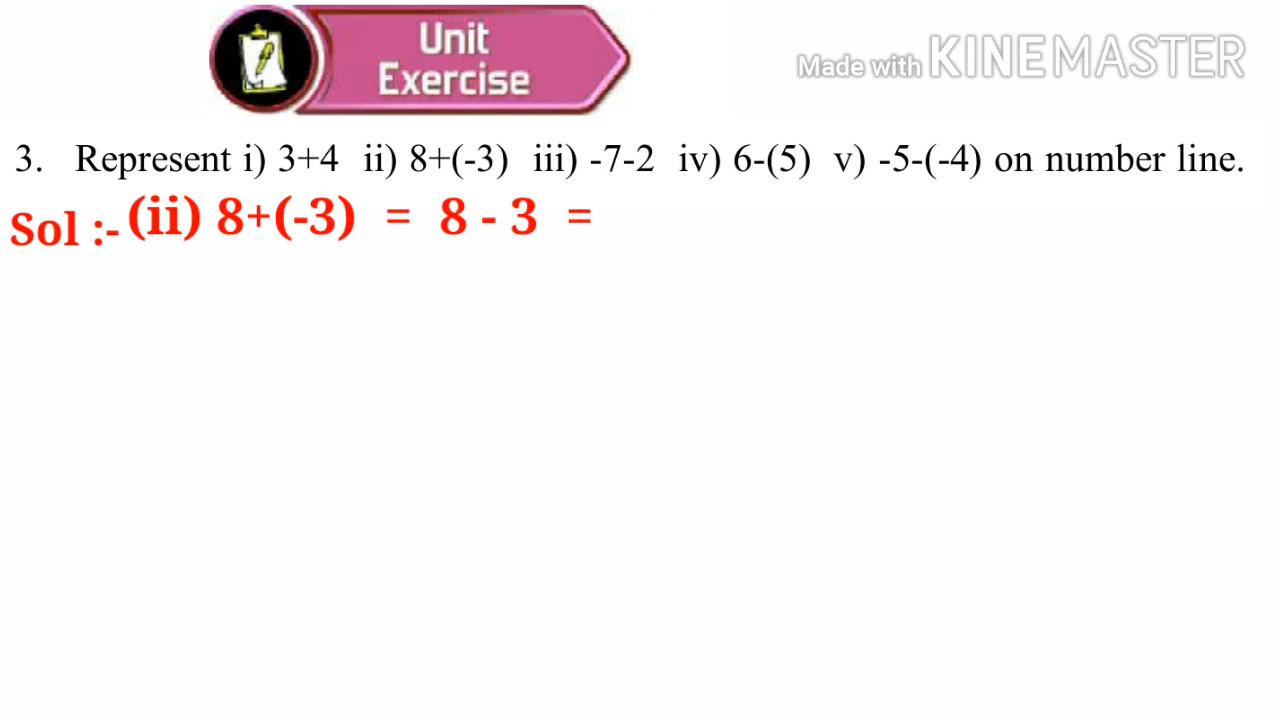 Unit
Exercise
Made with KINEMASTER
3. Represent i) 3+4 ii) 8+(-3) iii) -7-2 iv) 6-(5) v) -5-(-4) on number line.
Sol :- (ii) 8+(-3) = 8 - 3 =